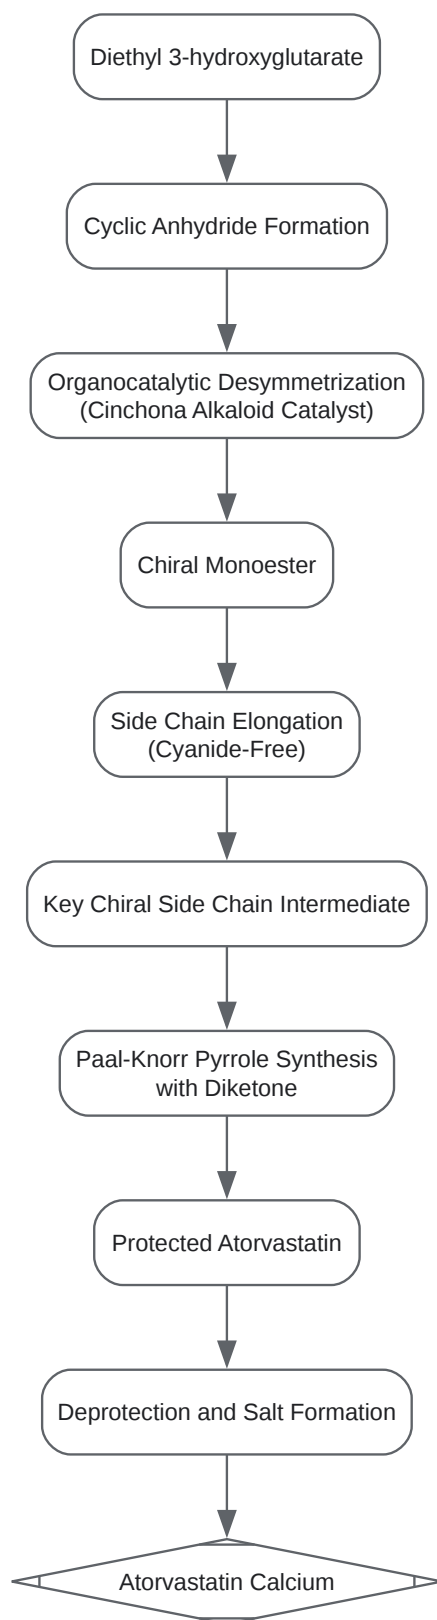 Diethyl 3-hydroxyglutarate
Cyclic Anhydride Formation
Organocatalytic Desymmetrization
(Cinchona Alkaloid Catalyst)
Chiral Monoester
Side Chain Elongation
(Cyanide-Free)
Key Chiral Side Chain Intermediate
Paal-Knorr Pyrrole Synthesis
with Diketone
Protected Atorvastatin
Deprotection and Salt Formation
Atorvastatin Calcium